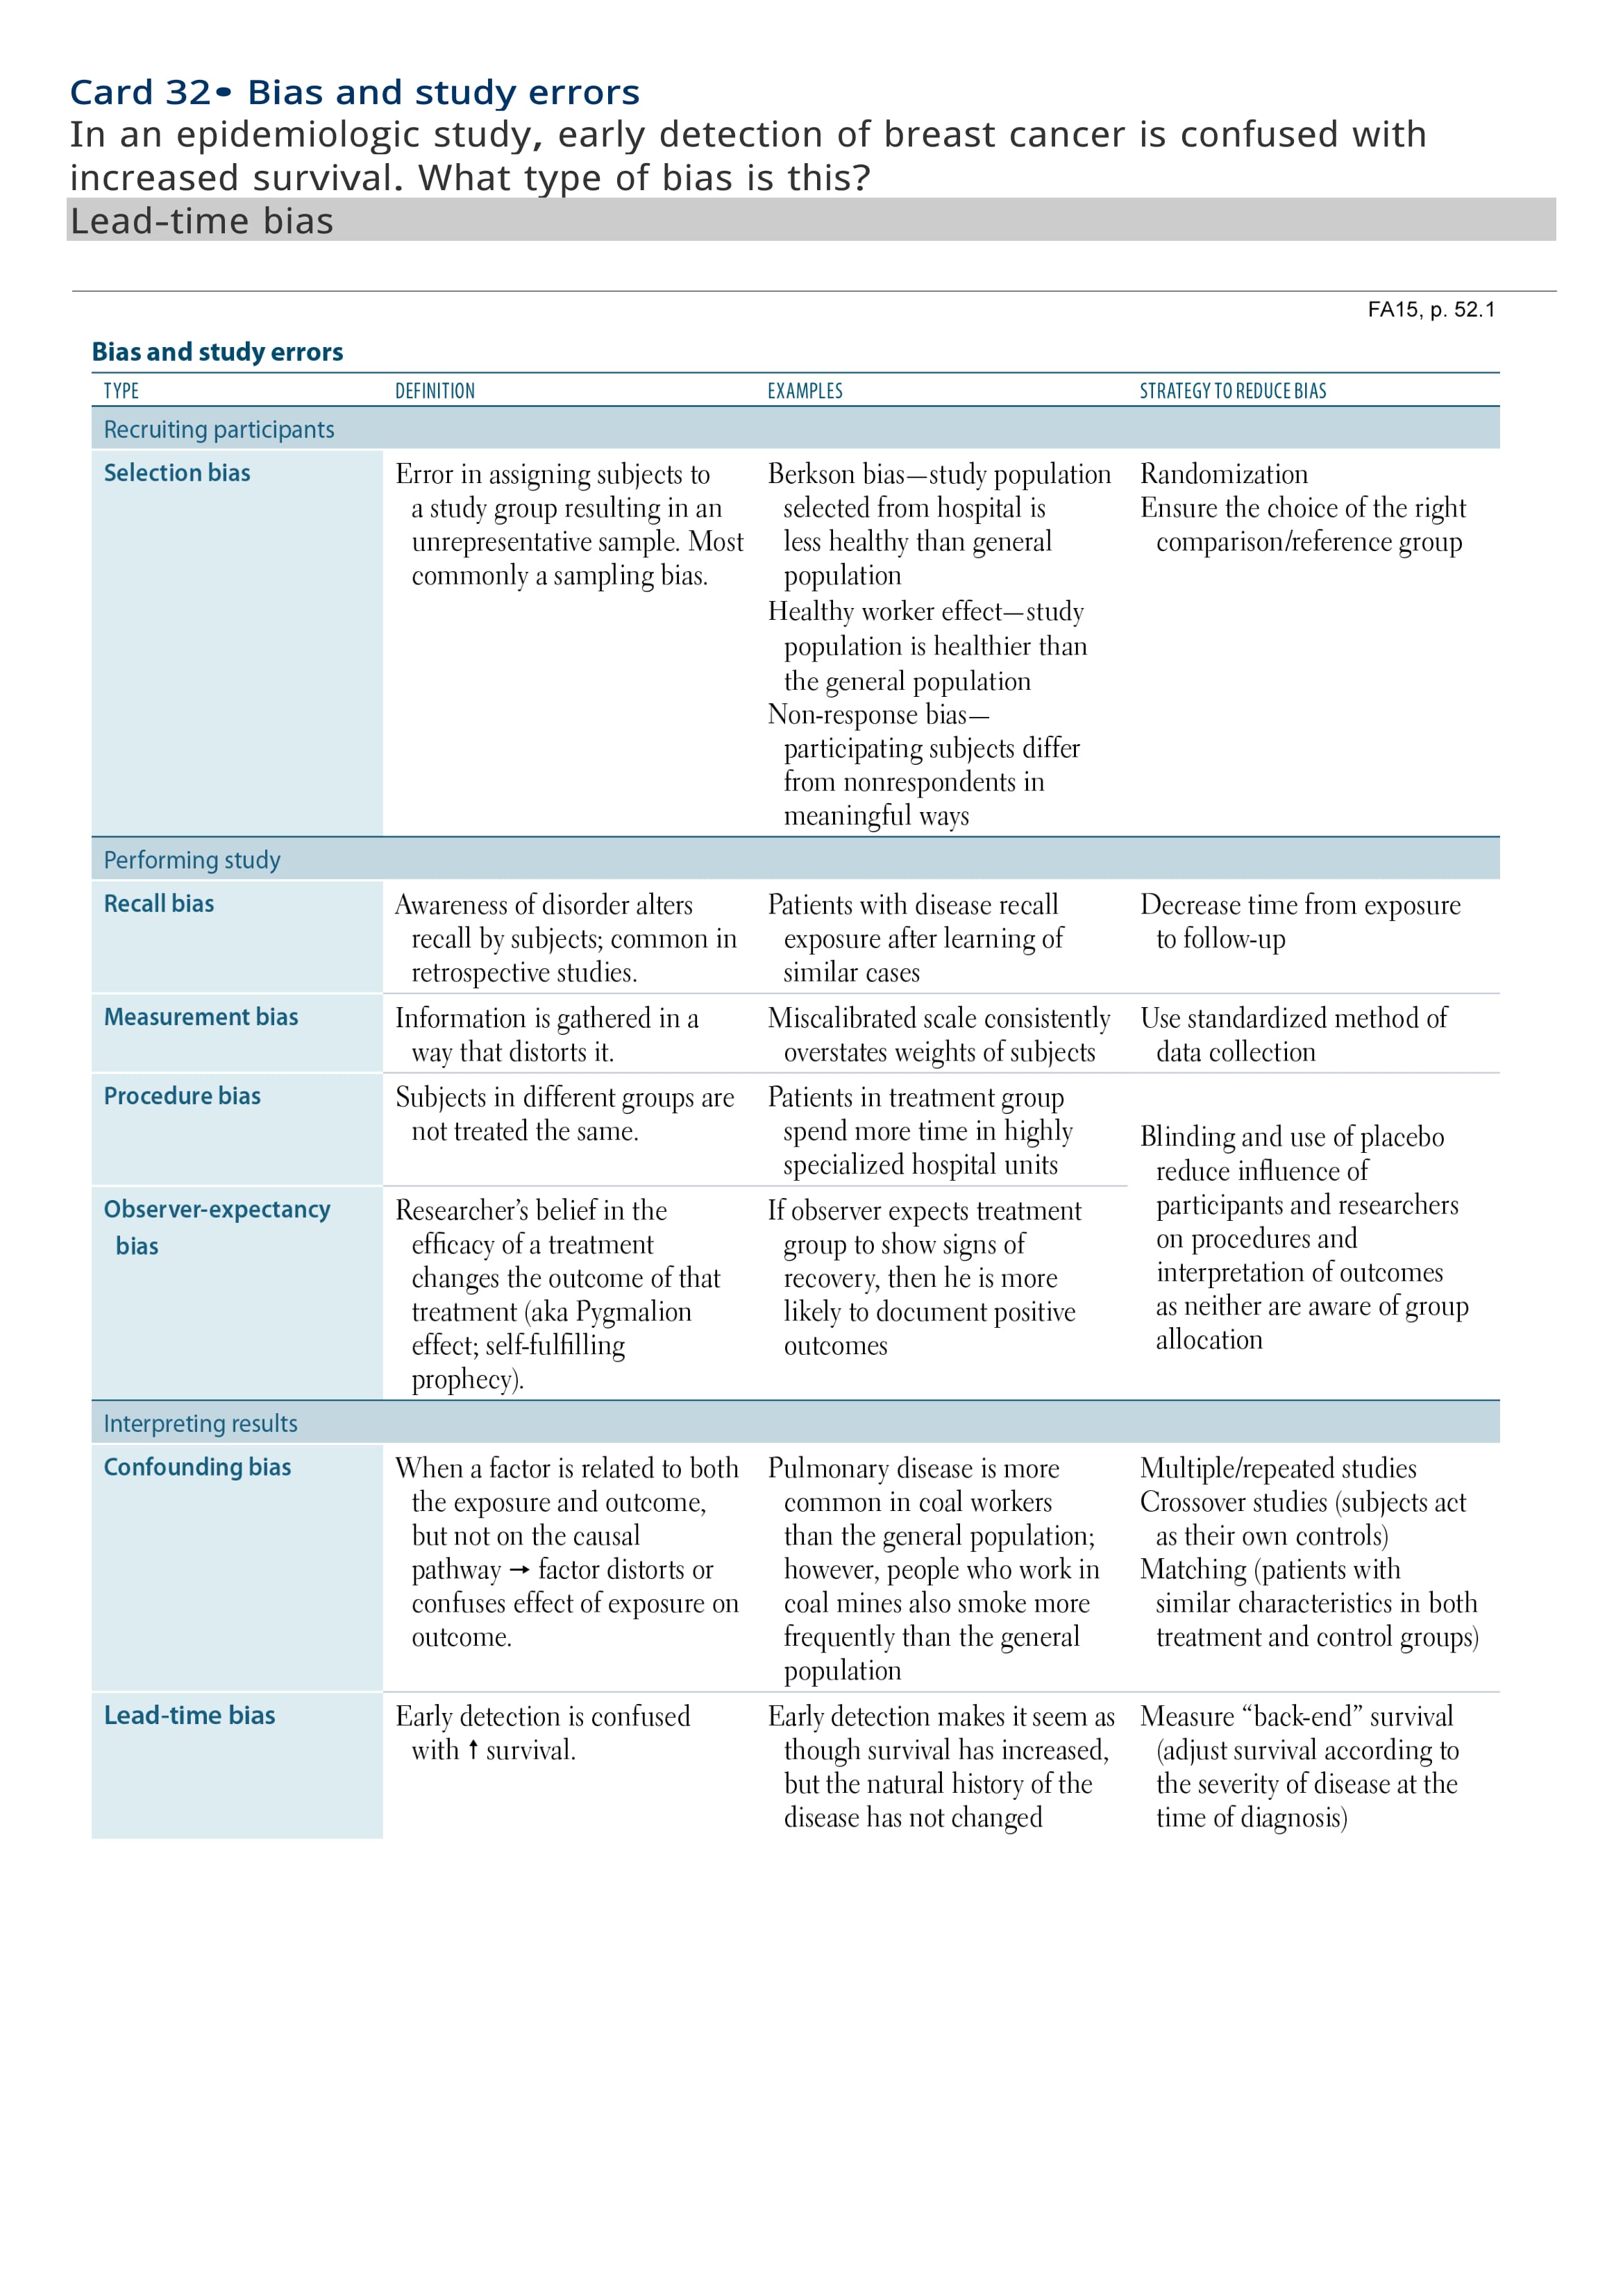 Card 32• Bias and study errors
In an epidemiologic study, early detection of breast cancer is confused with
increased survival. What type of bias is this?
Lead-time bias
FA15, p. 52.1
Bias and study errors
TYPE DEFINITION EXAMPLES STRATEGY TO REDUCE BIAS
Recruiting participants
Selection bias
Error in assigning subjects to
a study group resulting in an
unrepresentative sample. Most
commonly a sampling bias.
Berkson bias—study population
selected from hospital is
less healthy than general
population
Healthy worker effect—study
population is healthier than
the general population
Non-response bias—
participating subjects differ
from nonrespondents in
meaningful ways
Randomization
Ensure the choice of the right
comparison/reference group
Performing study
Recall bias
Awareness of disorder alters
recall by subjects; common in
retrospective studies.
Patients with disease recall
exposure after learning of
similar cases
Decrease time from exposure
to follow-up
Measurement bias
Information is gathered in a
way that distorts it.
Miscalibrated scale consistently
overstates weights of subjects
Use standardized method of
data collection
Procedure bias
Subjects in different groups are
not treated the same.
Patients in treatment group
spend more time in highly
specialized hospital units
Blinding and use of placebo
reduce influence of
participants and researchers
on procedures and
interpretation of outcomes
as neither are aware of group
allocation
Observer-expectancy
bias
Researcher's belief in the
efficacy of a treatment
changes the outcome of that
treatment (aka Pygmalion
effect; self-fulfilling
prophecy).
If observer expects treatment
group to show signs of
recovery, then he is more
likely to document positive
outcomes
Interpreting results
Confounding bias
When a factor is related to both
the exposure and outcome,
but not on the causal
pathway → factor distorts or
confuses effect of exposure on
outcome.
Pulmonary disease is more
common in coal workers
than the general population;
however, people who work in
coal mines also smoke more
frequently than the general
population
Multiple/repeated studies
Crossover studies (subjects act
as their own controls)
Matching (patients with
similar characteristics in both
treatment and control groups)
Lead-time bias
Early detection is confused
with ↑ survival.
Early detection makes it seem as
though survival has increased,
but the natural history of the
disease has not changed
Measure “back-end” survival
(adjust survival according to
the severity of disease at the
time of diagnosis)